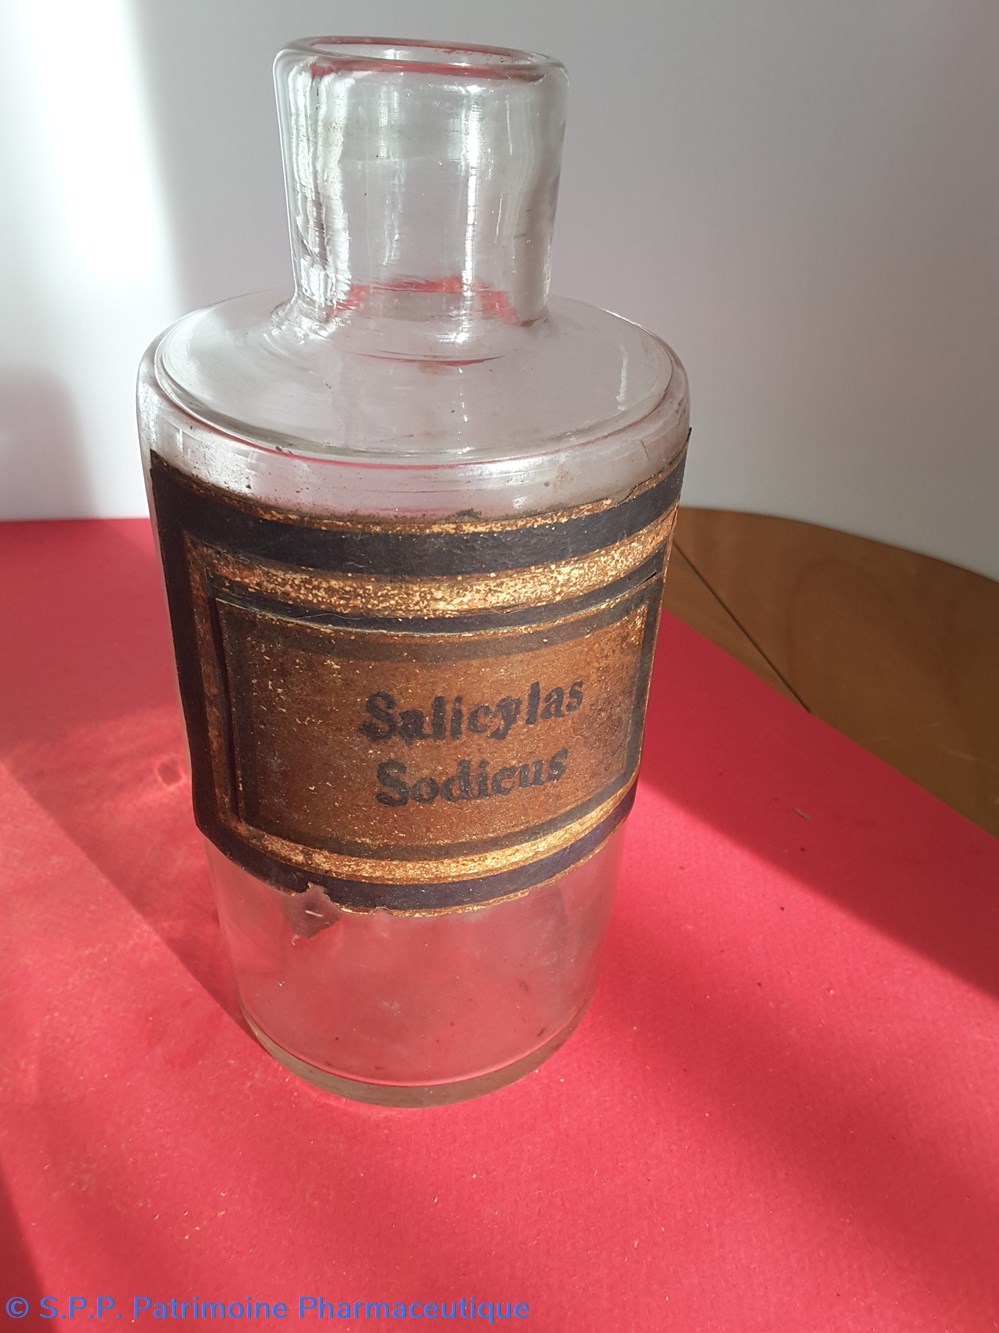 Salicylas
Sodicus
© S.P.P. Patrimoine Pharmaceutique